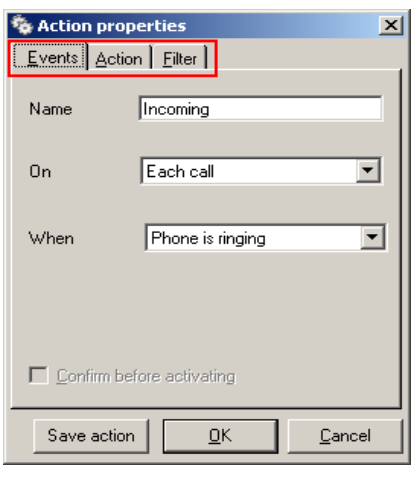 Action properties
Events Action Filter
Name Incoming
On Each call
When Phone is ringing
Confirm before activating
Save action OK Cancel